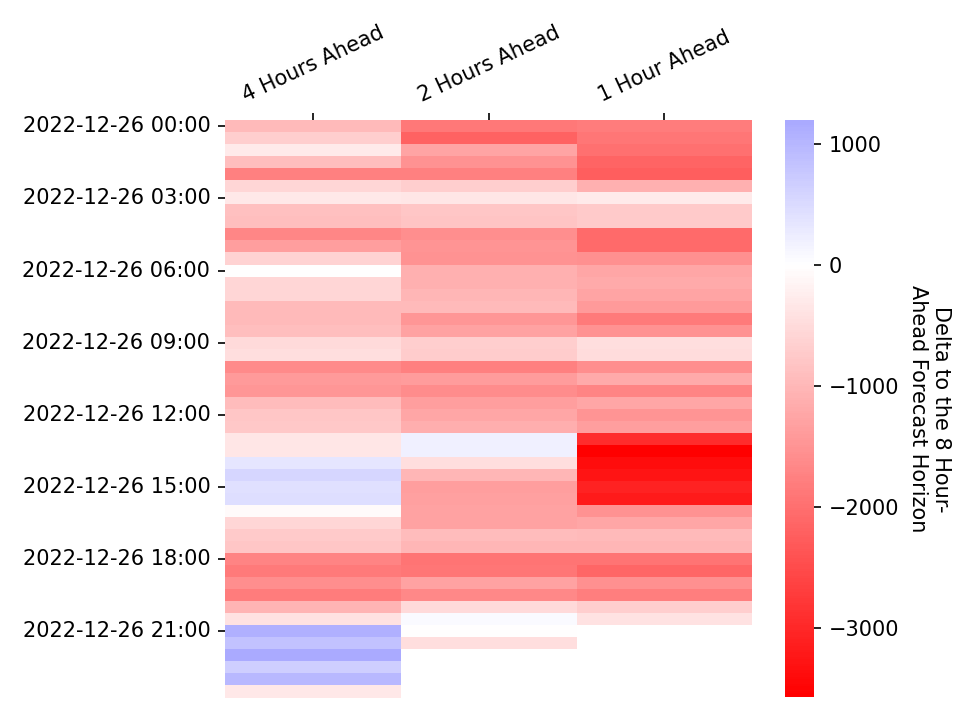 4 Hours Ahead
2 Hours Ahead
1 Hour Ahead
2022-12-26 00:00
2022-12-26 03:00
2022-12-26 06:00
2022-12-26 09:00
2022-12-26 12:00
2022-12-26 15:00
2022-12-26 18:00
2022-12-26 21:00
1000
0
−1000
−2000
−3000
Delta to the 8 Hour-
Ahead Forecast Horizon